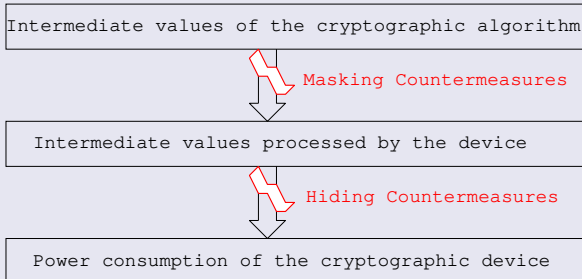 Intermediate values of the cryptographic algorithm
Masking Countermeasures
Intermediate values processed by the device
Hiding Countermeasures
Power consumption of the cryptographic device